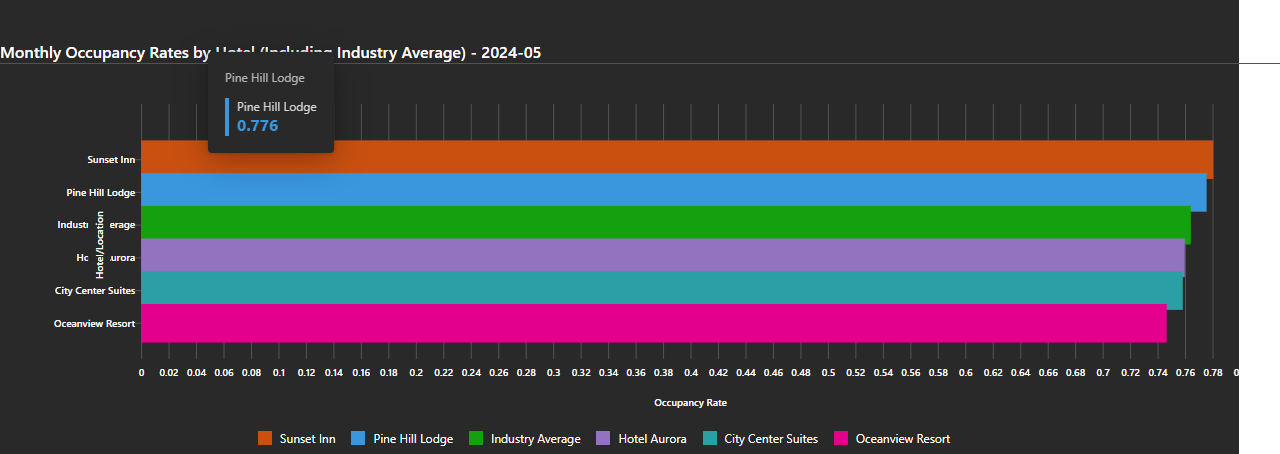 Monthly Occupancy Rates by Hotel (Including Industry Average) - 2024-05
Pine Hill Lodge
Pine Hill Lodge
0.776
Sunset Inn
Pine Hill Lodge
erage
urora
City Center Suites
Oceanview Resort
Hotel/Location
0 0.02 0.04 0.06 0.08 0.1 0.12 0.14 0.16 0.18 0.2 0.22 0.24 0.26 0.28 0.3 0.32 0.34 0.36 0.38 0.4 0.42 0.44 0.46 0.48 0.5 0.52 0.54 0.56 0.58 0.6 0.62 0.64 0.66 0.68 0.7 0.72 0.74 0.76 0.78
Occupancy Rate
Sunset Inn Pine Hill Lodge Industry Average Hotel Aurora City Center Suites Oceanview Resort